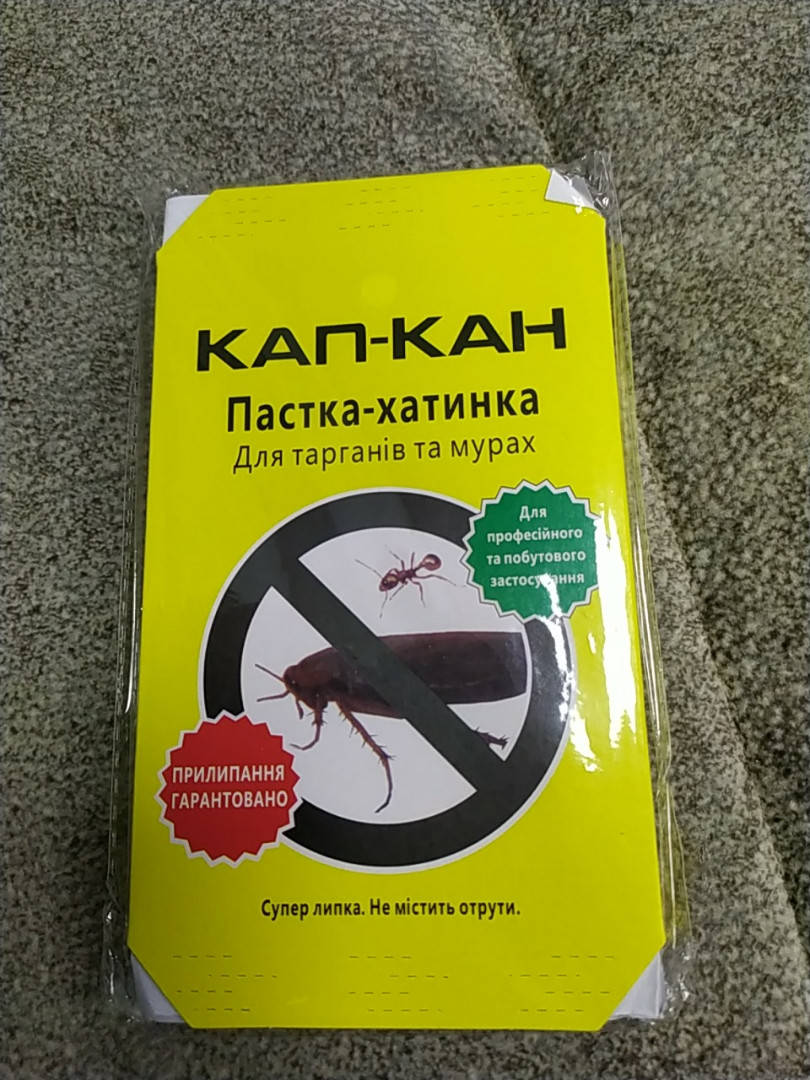 КАП-КАН
Пастка-хатинка
Для тарганів та мурах
Для
професійного
та побутового
застосування
ПРИЛИПАННЯ
ГАРАНТОВАНО
Супер липка. Не містить отрути.